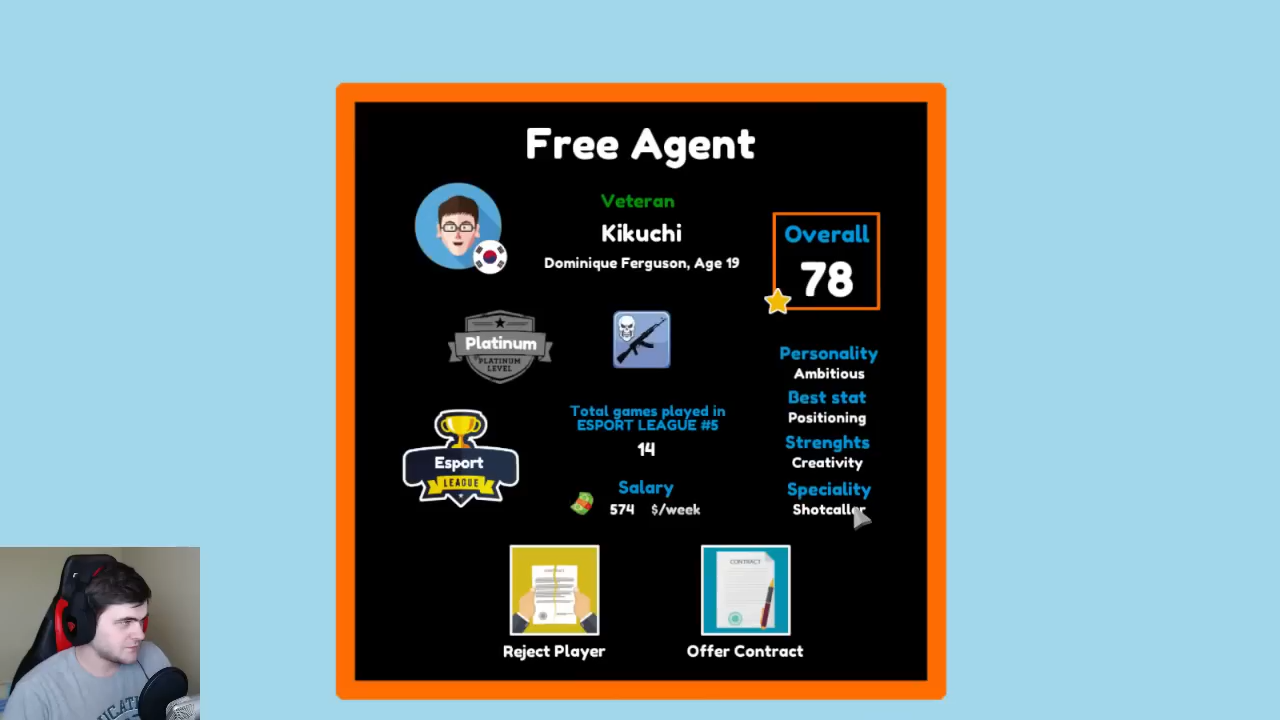 Free Agent
Veteran
Kikuchi
Dominique Ferguson, Age 19
Overall
78
Platinum
PLATINUM
LEVEL
Personality
Ambitious
Best stat
Positioning
Total games played in
ESPORT LEAGUE #5
14
Strenghts
Creativity
Esport
LEAGUE
Salary
574 $/week
Speciality
Shotcaller
CONTRACT
Reject Player
Offer Contract